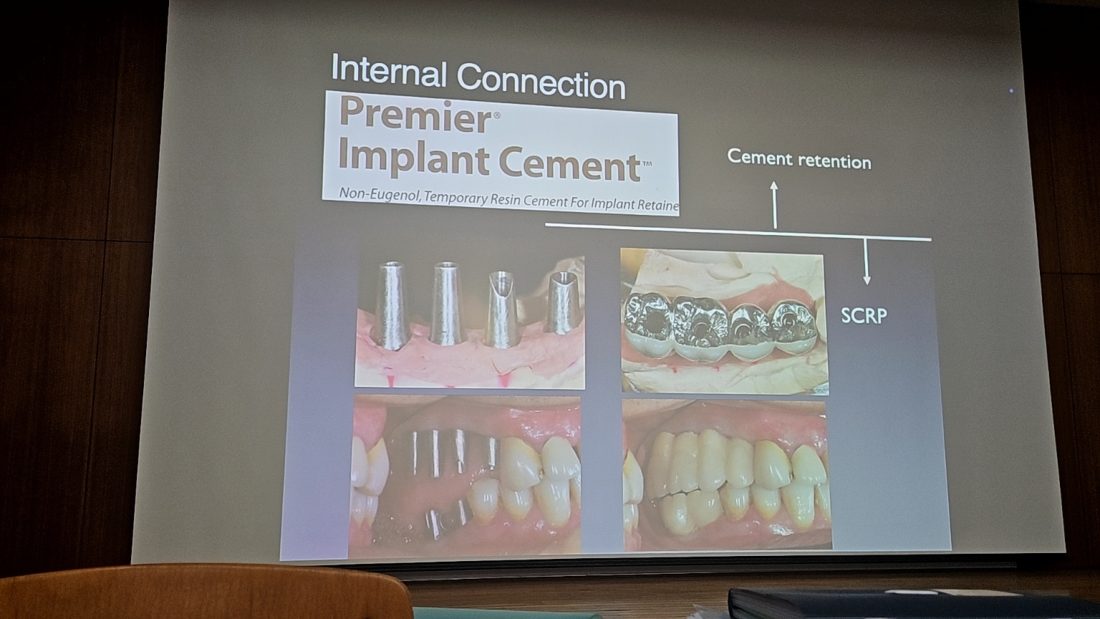 Internal Connection
Premier®
Implant Cement™
Non-Eugenol, Temporary Resin Cement For Implant Retaine
Cement retention
SCRP